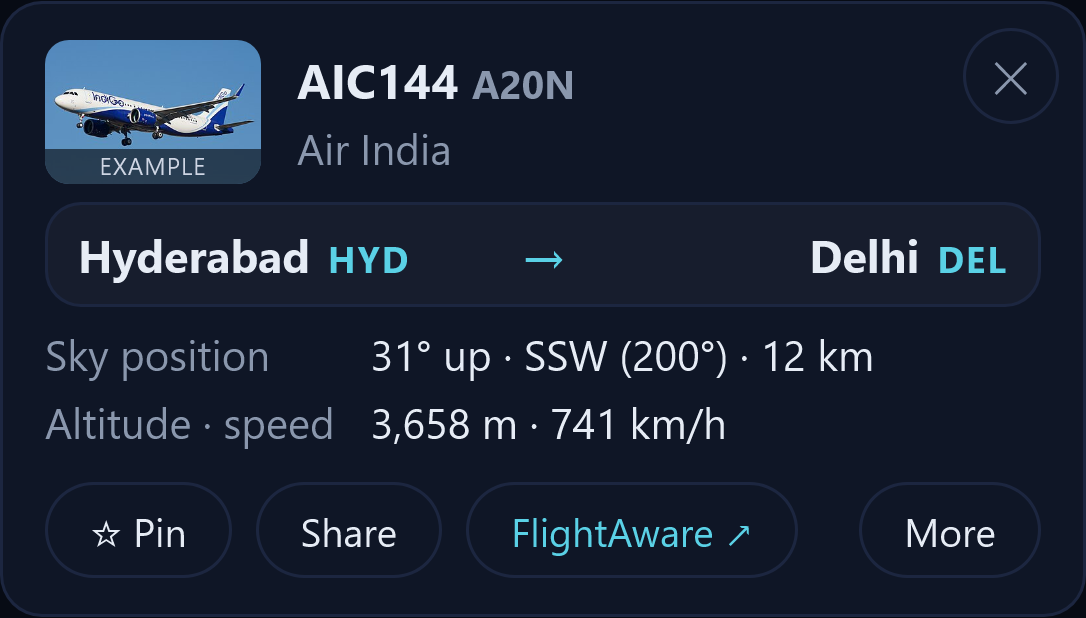 IndiGo
EXAMPLE
AIC144 A20N
Air India
Hyderabad HYD → Delhi DEL
Sky position 31° up · SSW (200°) · 12 km
Altitude · speed 3,658 m · 741 km/h
☆ Pin
Share
FlightAware ↗
More